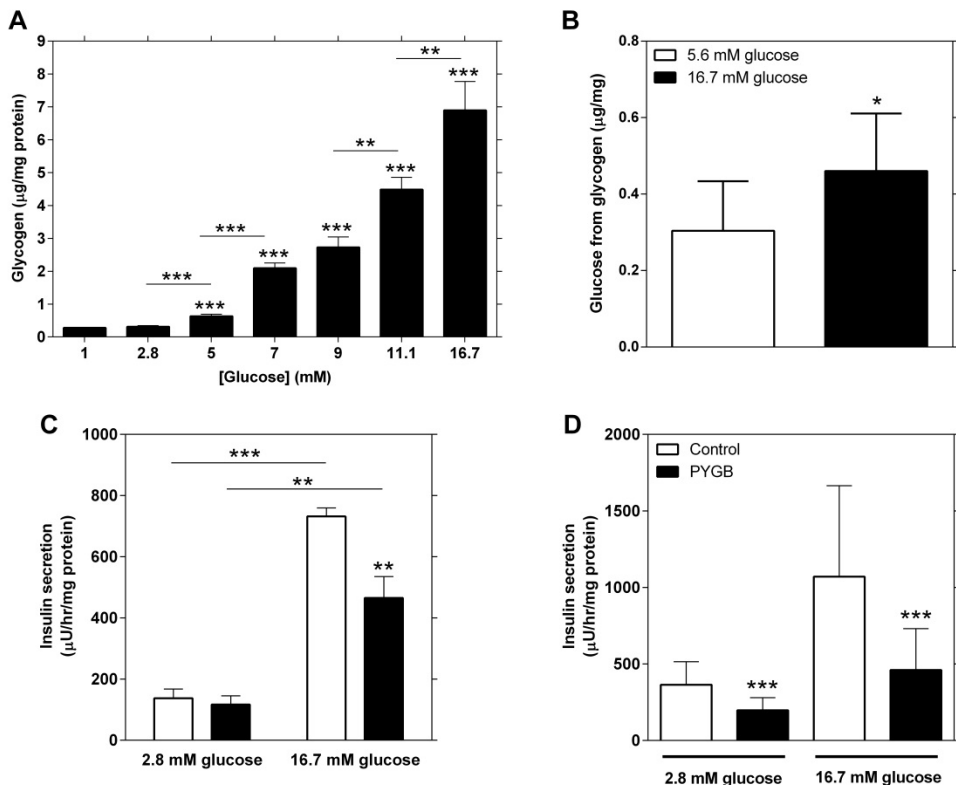 A
Glycogen (µg/mg protein)
9
8
7
6
5
4
3
2
1
0
***
***
***
***
***
**
***
***
**
***
1 2.8 5 7 9 11.1 16.7
[Glucose] (mM)
B
Glucose from glycogen (µg/mg)
0.8
0.6
0.4
0.2
0.0
5.6 mM glucose
16.7 mM glucose
*
C
Insulin secretion
(µU/hr/mg protein)
1000
800
600
400
200
0
***
**
**
2.8 mM glucose 16.7 mM glucose
D
Insulin secretion
(µU/hr/mg protein)
2000
1500
1000
500
0
Control
PYGB
***
***
2.8 mM glucose 16.7 mM glucose